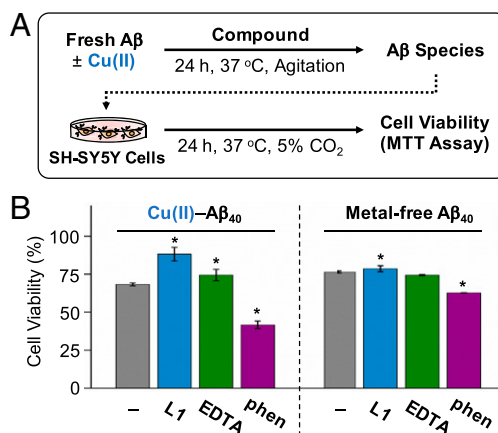 A
Fresh Aβ
± Cu(II)
Compound
24 h, 37 °C, Agitation
Aβ Species
SH-SY5Y Cells
24 h, 37 °C, 5% CO2
Cell Viability
(MTT Assay)
B
Cu(II)–Aβ40
Metal-free Aβ40
Cell Viability (%)
100
75
50
25
0
* * *
* *
– L1 EDTA phen
– L1 EDTA phen